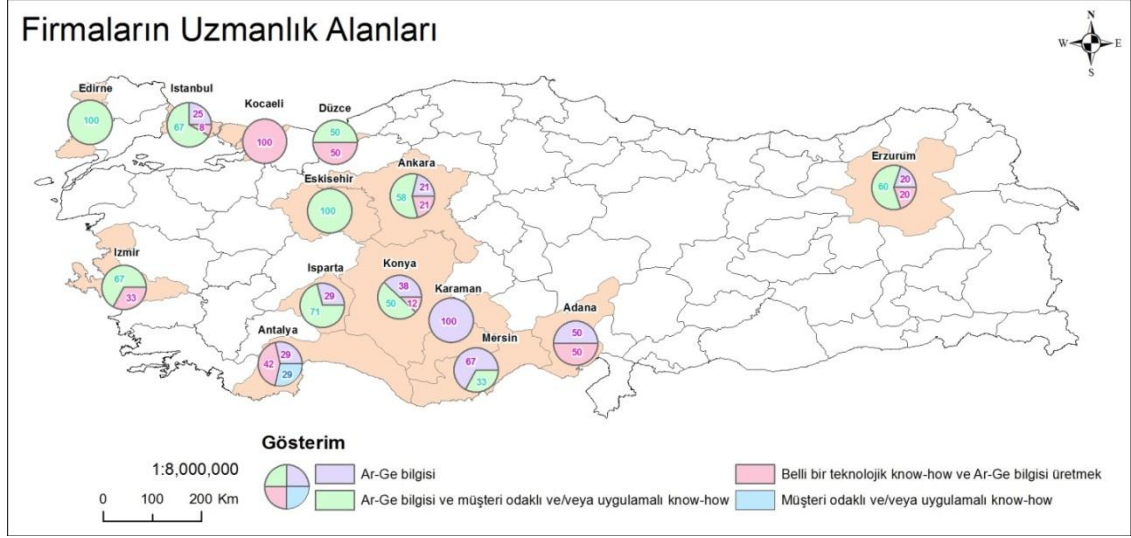 Firmaların Uzmanlık Alanları
N
W E
S
Edirne
100
Istanbul
25
67
8
Kocaeli
100
Düzce
50
50
Ankara
21
58
21
Erzurum
20
60
20
Eskisehir
100
Izmir
67
33
Isparta
29
71
Konya
38
50
12
Karaman
100
Adana
50
50
Antalya
29
42
29
Mersin
67
33
Gösterim
1:8,000,000
0 100 200 Km
Ar-Ge bilgisi
Ar-Ge bilgisi ve müşteri odaklı ve/veya uygulamalı know-how
Belli bir teknolojik know-how ve Ar-Ge bilgisi üretmek
Müşteri odaklı ve/veya uygulamalı know-how